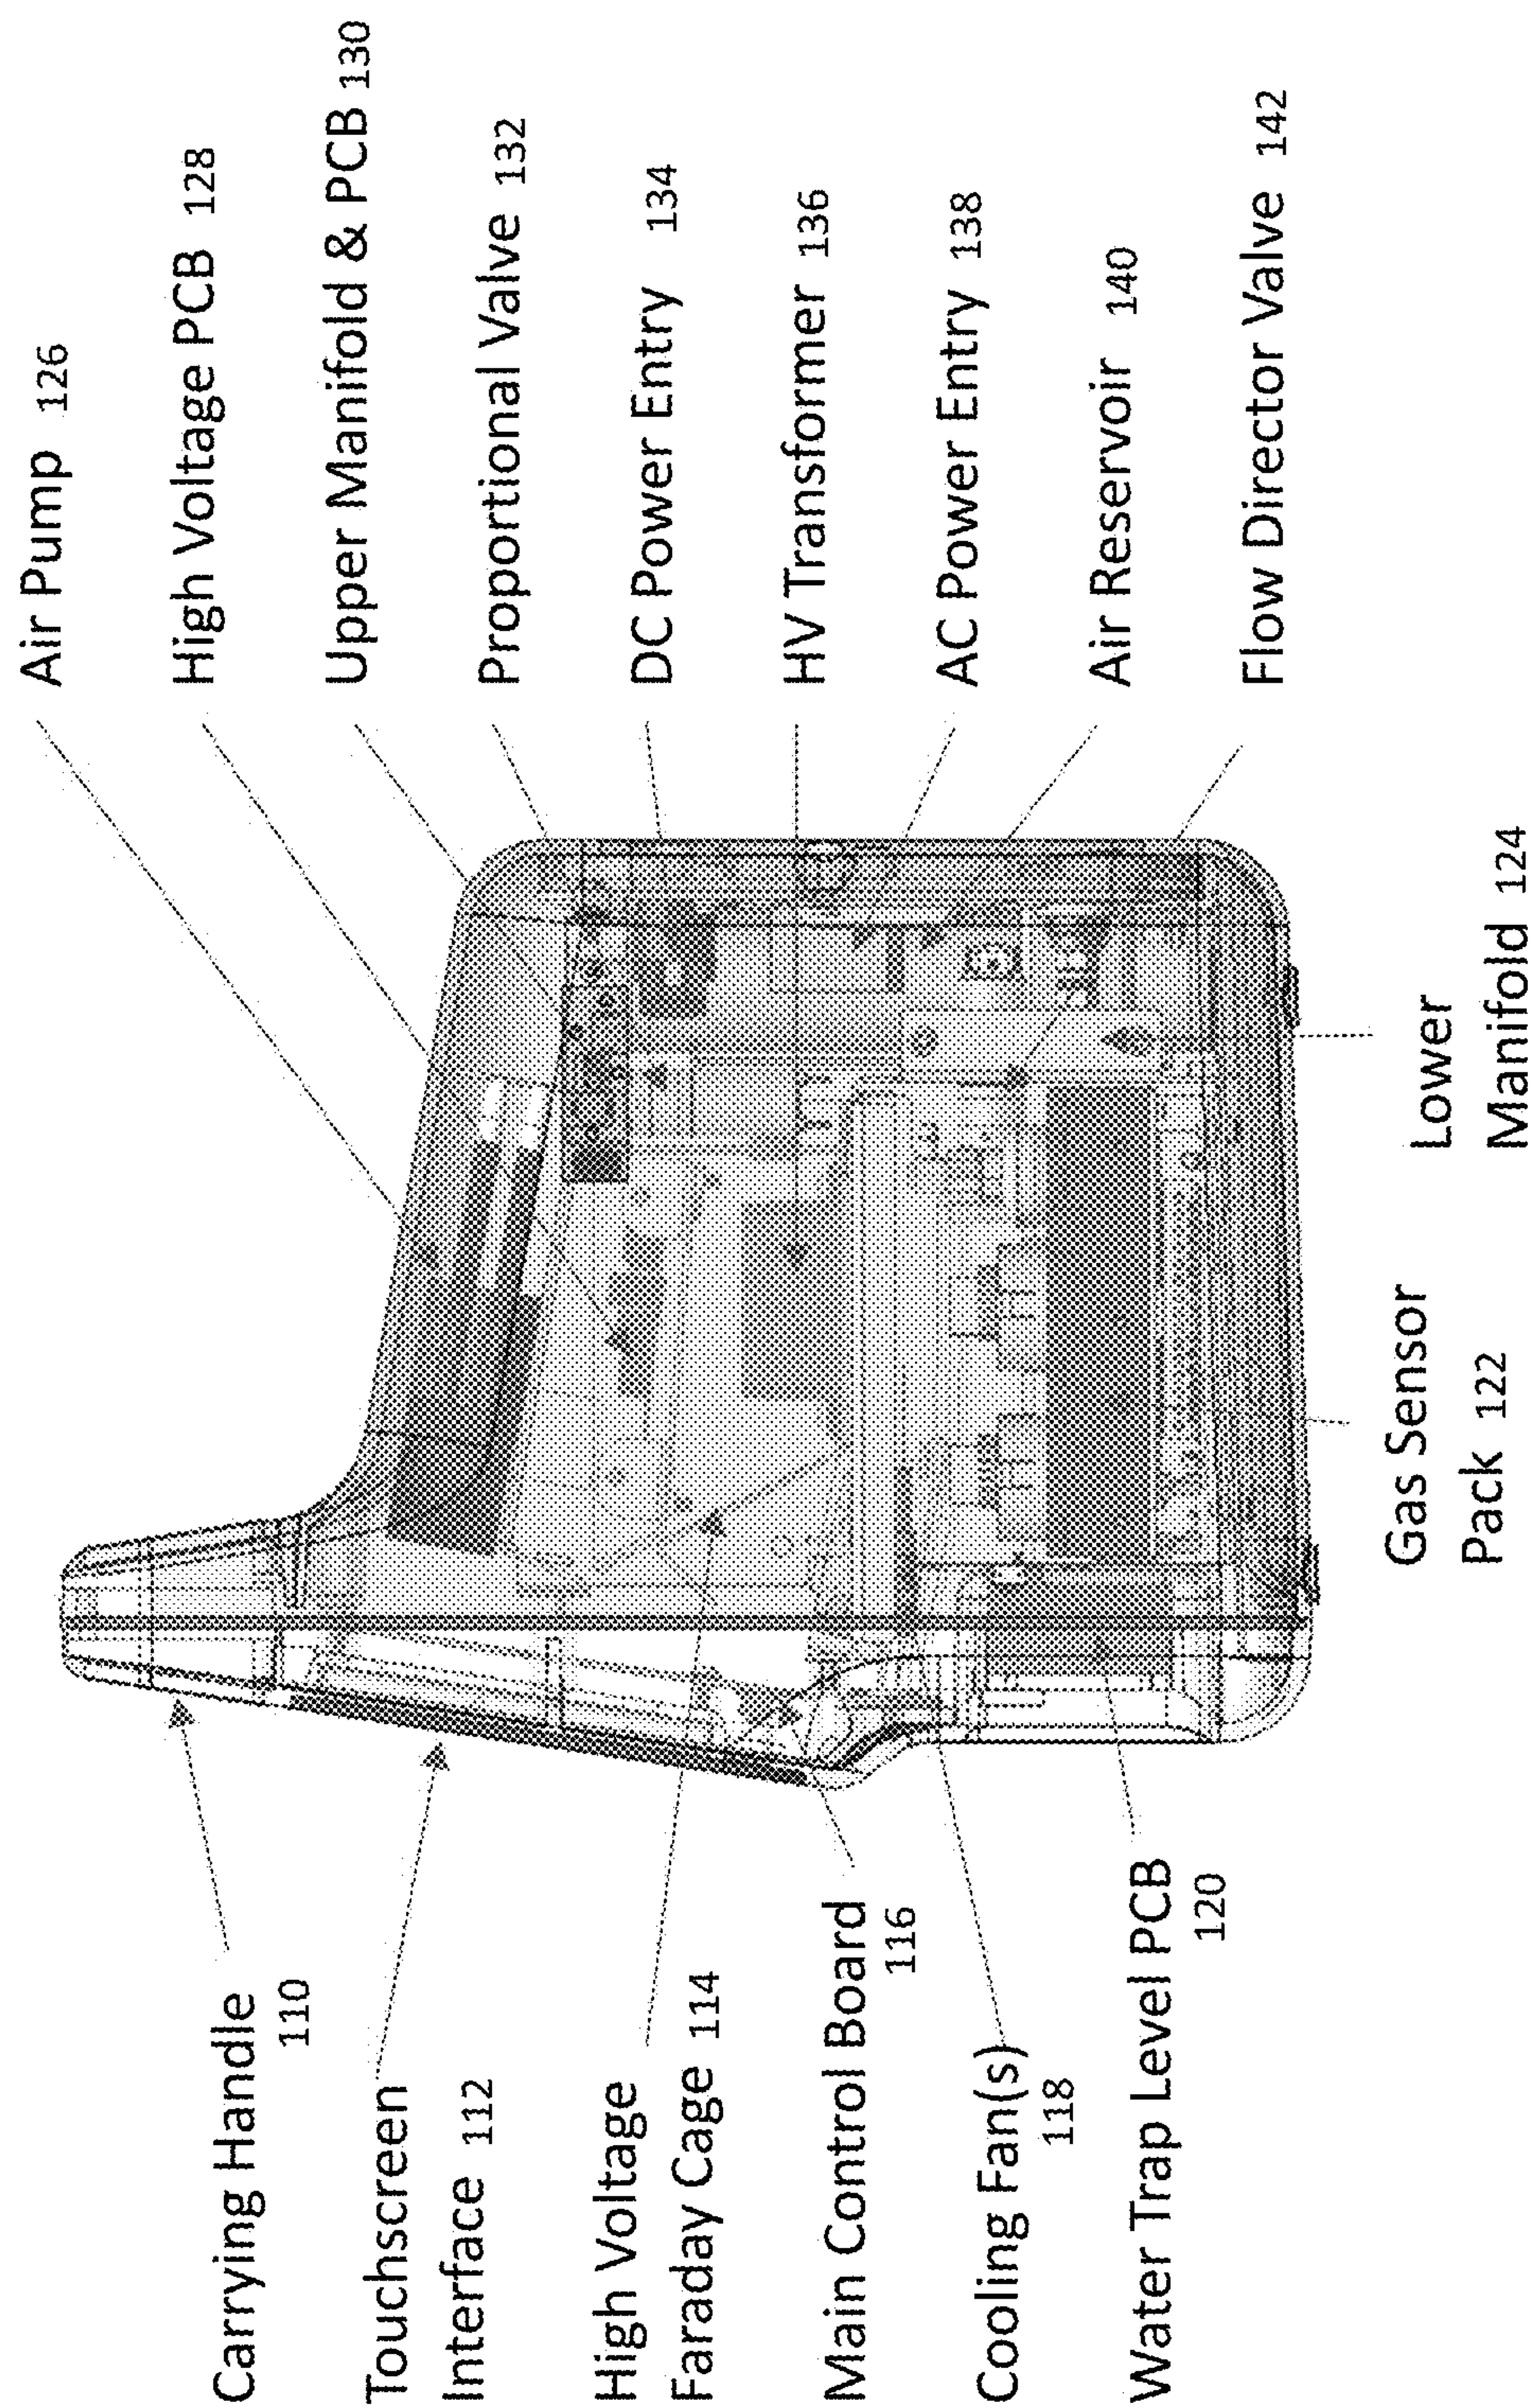 Carrying Handle
110
Touchscreen
Interface 112
High Voltage
Faraday Cage 114
Main Control Board
116
Cooling Fan(s)
118
Water Trap Level PCB
120
Gas Sensor
Pack 122
Lower
Manifold 124
Air Pump 126
High Voltage PCB 128
Upper Manifold & PCB 130
Proportional Valve 132
DC Power Entry 134
HV Transformer 136
AC Power Entry 138
Air Reservoir 140
Flow Director Valve 142